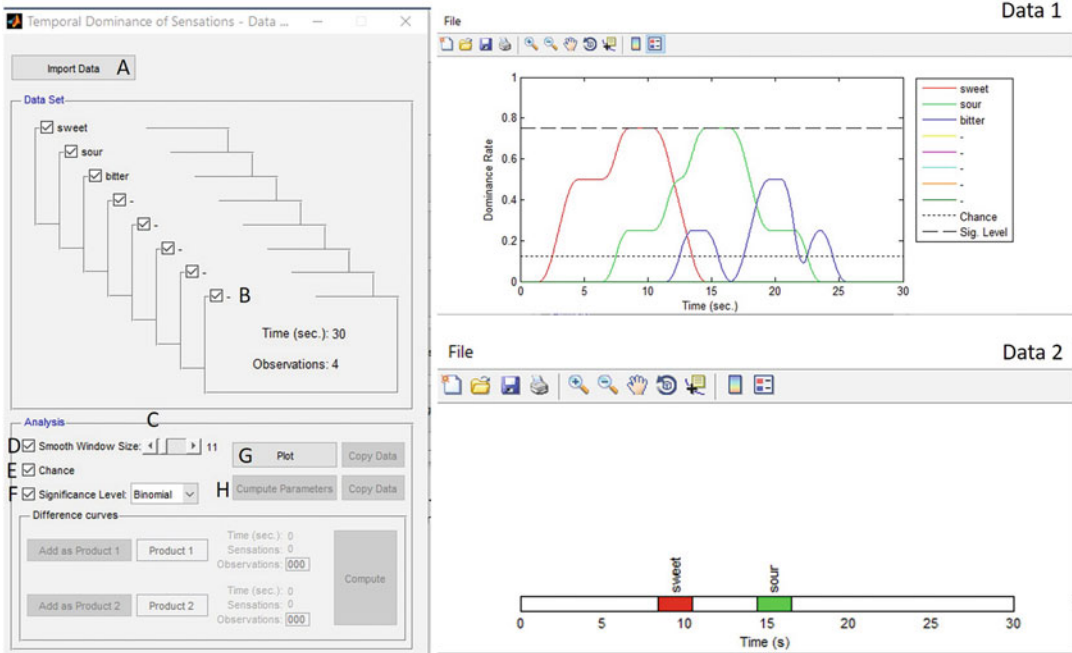 Temporal Dominance of Sensations - Data ...
Import Data A
Data Set
sweet
sour
bitter
-
-
-
-
- B
Time (sec.): 30
Observations: 4
C
Analysis
D Smooth Window Size: 11
E Chance
F Significance Level: Binomial
G Plot Copy Data
H Cumpute Parameters Copy Data
Difference curves
Add as Product 1 Product 1
Time (sec.): 0
Sensations: 0
Observations: 000
Add as Product 2 Product 2
Time (sec.): 0
Sensations: 0
Observations: 000
Compute
Data 1
File
1
0.8
0.6
0.4
0.2
0
0 5 10 15 20 25 30
Dominance Rate
Time (sec.)
sweet
sour
bitter
-
-
-
-
-
Chance
Sig. Level
File Data 2
sweet
sour
0 5 10 15 20 25 30
Time (s)